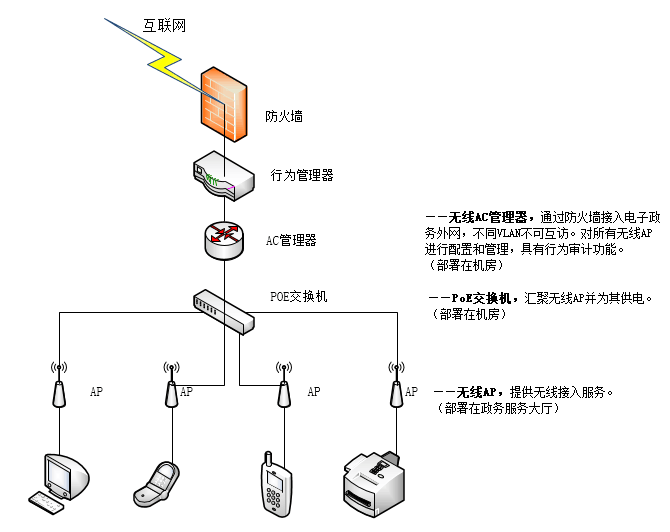 互联网
防火墙
行为管理器
AC管理器
——无线AC管理器，通过防火墙接入电子政
务外网，不同VLAN不可互访。对所有无线AP
进行配置和管理，具有行为审计功能。
（部署在机房）
POE交换机
——PoE交换机，汇聚无线AP并为其供电。
（部署在机房）
AP
AP
AP
AP
——无线AP，提供无线接入服务。
（部署在政务服务大厅）